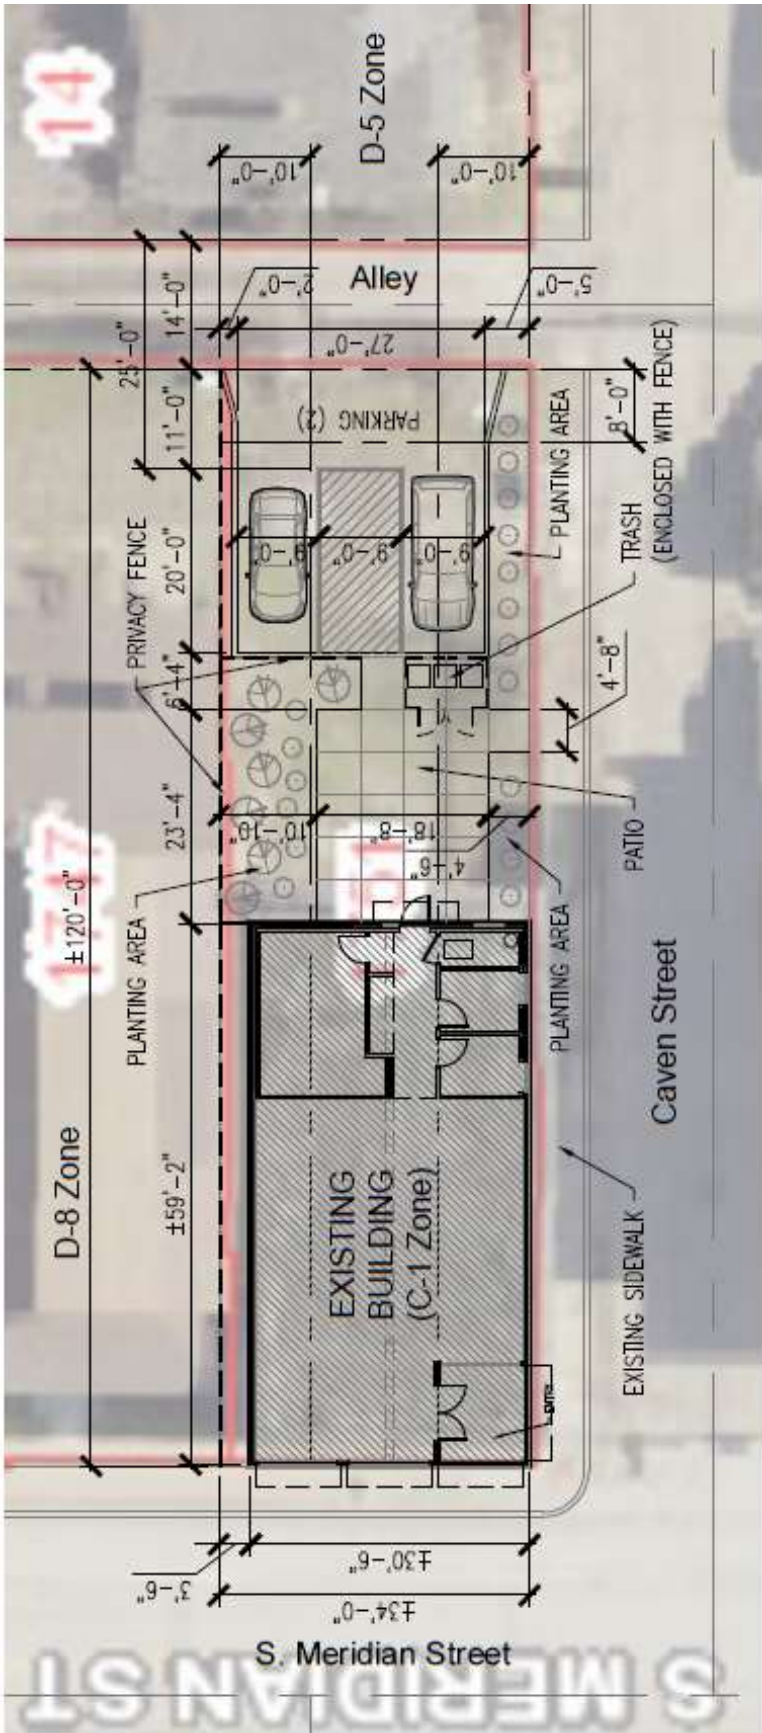 14
D-5 Zone
10'-0"
10'-0"
Alley
14'-0"
25'-0"
2'-0"
5'-0"
27'-0"
11'-0"
PARKING (2)
8'-0"
PLANTING AREA
TRASH
(ENCLOSED WITH FENCE)
PRIVACY FENCE
20'-0"
9'-0"
9'-0"
9'-0"
6'-4"
4'-8"
23'-4"
10'-10"
18'-8"
4'-6"
PATIO
1747
±120'-0"
PLANTING AREA
PLANTING AREA
Caven Street
D-8 Zone
±59'-2"
EXISTING
BUILDING
(C-1 Zone)
EXISTING SIDEWALK
3'-6"
±30'-6"
±34'-0"
S. Meridian Street
S MERIDIAN ST